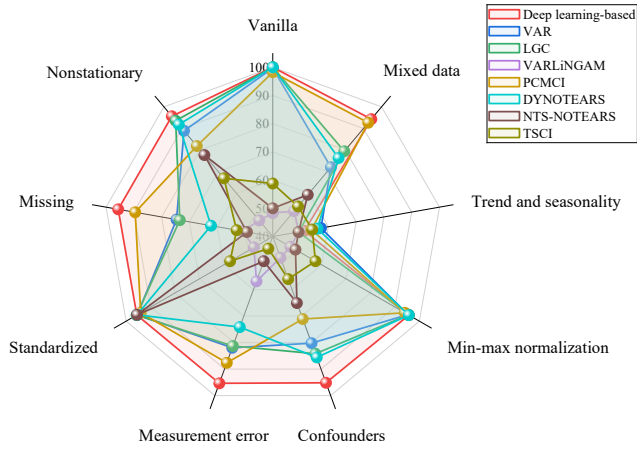 Vanilla
Mixed data
Trend and seasonality
Min-max normalization
Confounders
Measurement error
Standardized
Missing
Nonstationary
100
90
80
70
60
50
40
Deep learning-based
VAR
LGC
VARLiNGAM
PCMCI
DYNOTEARS
NTS-NOTEARS
TSCI